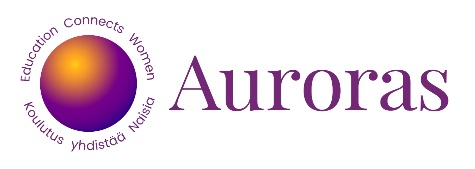 Education Connects Women
Koulutus yhdistää Naisia
Auroras